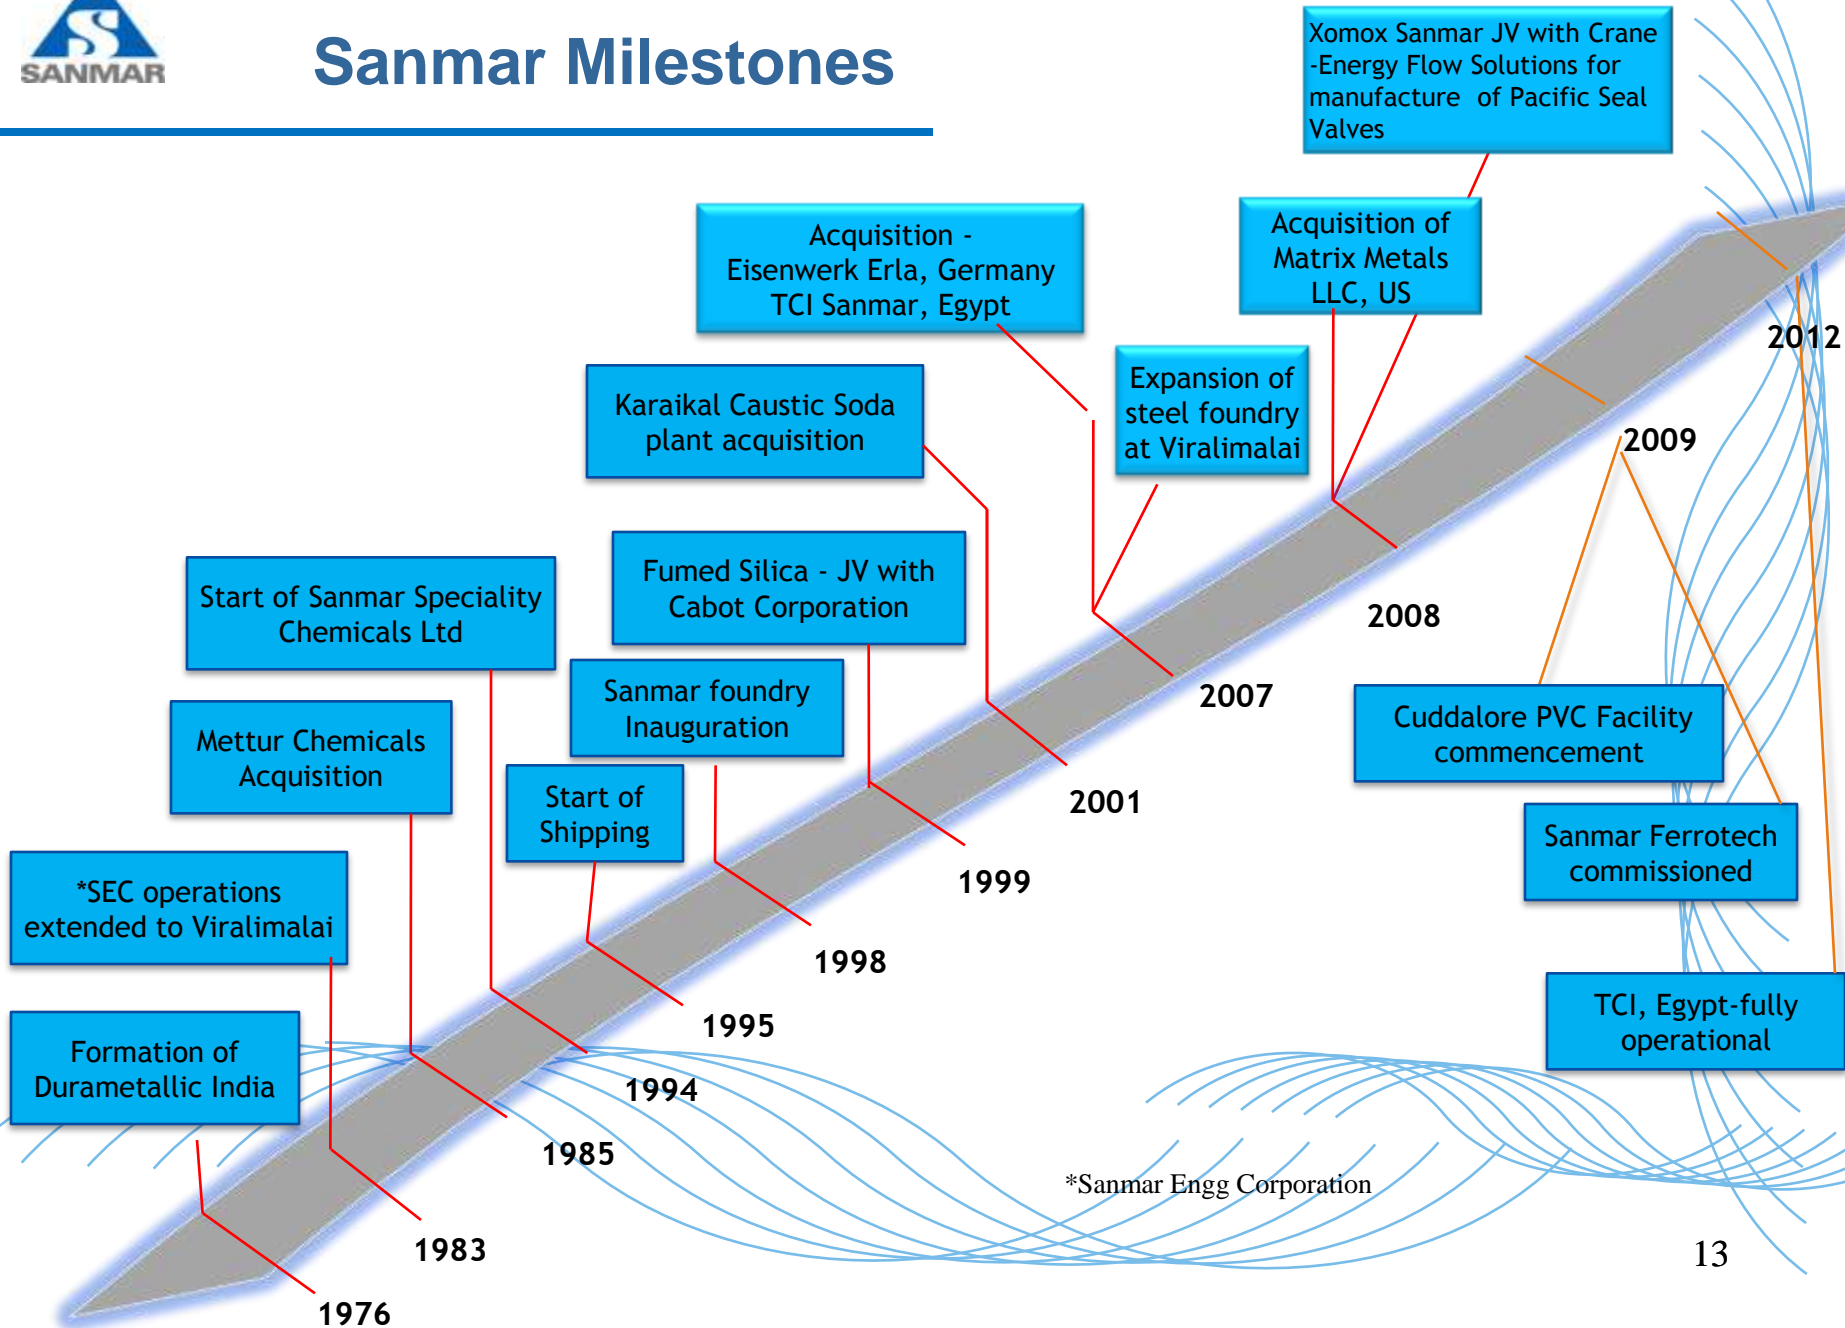 SANMAR
Sanmar Milestones
Xomox Sanmar JV with Crane
-Energy Flow Solutions for
manufacture of Pacific Seal
Valves
Acquisition -
Eisenwerk Erla, Germany
TCI Sanmar, Egypt
Acquisition of
Matrix Metals
LLC, US
2012
Karaikal Caustic Soda
plant acquisition
Expansion of
steel foundry
at Viralimalai
2009
Fumed Silica - JV with
Cabot Corporation
Start of Sanmar Speciality
Chemicals Ltd
2008
Sanmar foundry
Inauguration
2007
Mettur Chemicals
Acquisition
Cuddalore PVC Facility
commencement
Start of
Shipping
2001
Sanmar Ferrotech
commissioned
*SEC operations
extended to Viralimalai
1999
1998
TCI, Egypt-fully
operational
1995
Formation of
Durametallic India
1994
1985
*Sanmar Engg Corporation
1983
13
1976